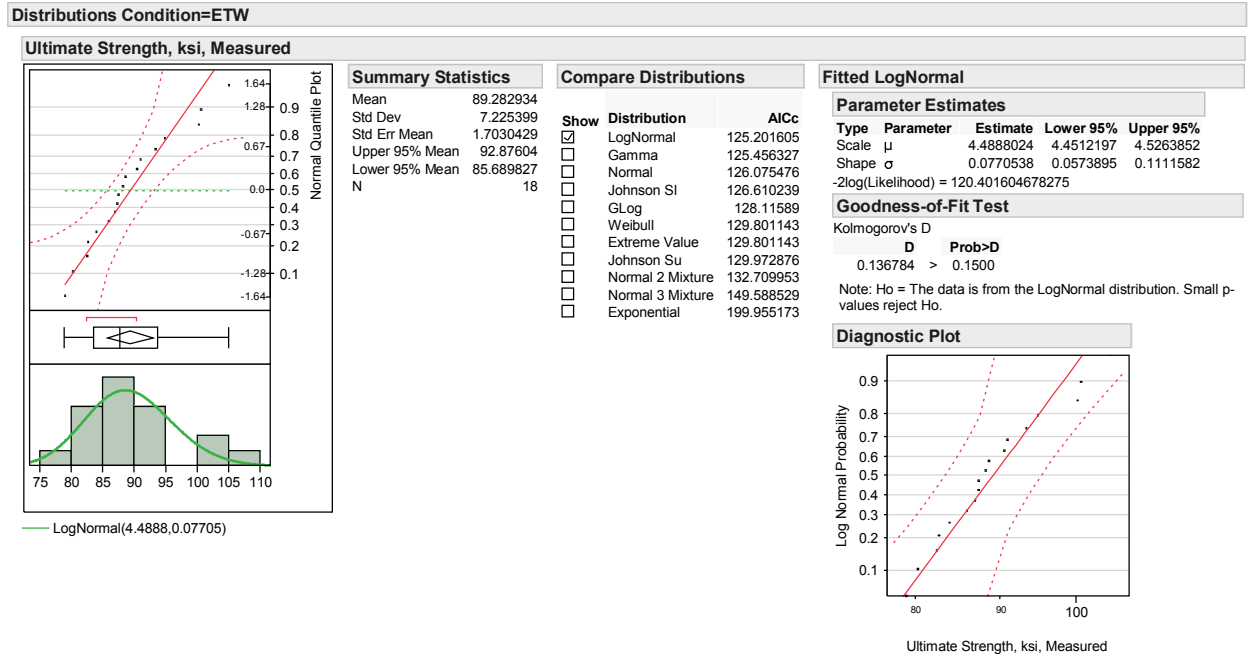 Distributions Condition=ETW
Ultimate Strength, ksi, Measured
1.64
1.28
0.67
0.0
-0.67
-1.28
-1.64
0.9
0.8
0.7
0.6
0.5
0.4
0.3
0.2
0.1
Normal Quantile Plot
75 80 85 90 95 100 105 110
LogNormal(4.4888,0.07705)
Summary Statistics
Mean 89.282934
Std Dev 7.225399
Std Err Mean 1.7030429
Upper 95% Mean 92.87604
Lower 95% Mean 85.689827
N 18
Compare Distributions
Show Distribution AICc
LogNormal 125.201605
Gamma 125.456327
Normal 126.075476
Johnson Sl 126.610239
GLog 128.11589
Weibull 129.801143
Extreme Value 129.801143
Johnson Su 129.972876
Normal 2 Mixture 132.709953
Normal 3 Mixture 149.588529
Exponential 199.955173
Fitted LogNormal
Parameter Estimates
Type Parameter Estimate Lower 95% Upper 95%
Scale μ 4.4888024 4.4512197 4.5263852
Shape σ 0.0770538 0.0573895 0.1111582
-2log(Likelihood) = 120.401604678275
Goodness-of-Fit Test
Kolmogorov's D
D Prob>D
0.136784 > 0.1500
Note: Ho = The data is from the LogNormal distribution. Small p-
values reject Ho.
Diagnostic Plot
Log Normal Probability
0.9
0.8
0.7
0.6
0.5
0.4
0.3
0.2
0.1
80 90 100
Ultimate Strength, ksi, Measured